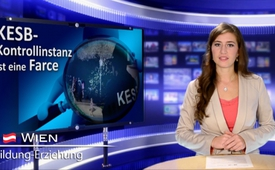 KESB-
Kontrollinstanz
ist eine Farce
KESB
WIEN
Bildung-Erziehung